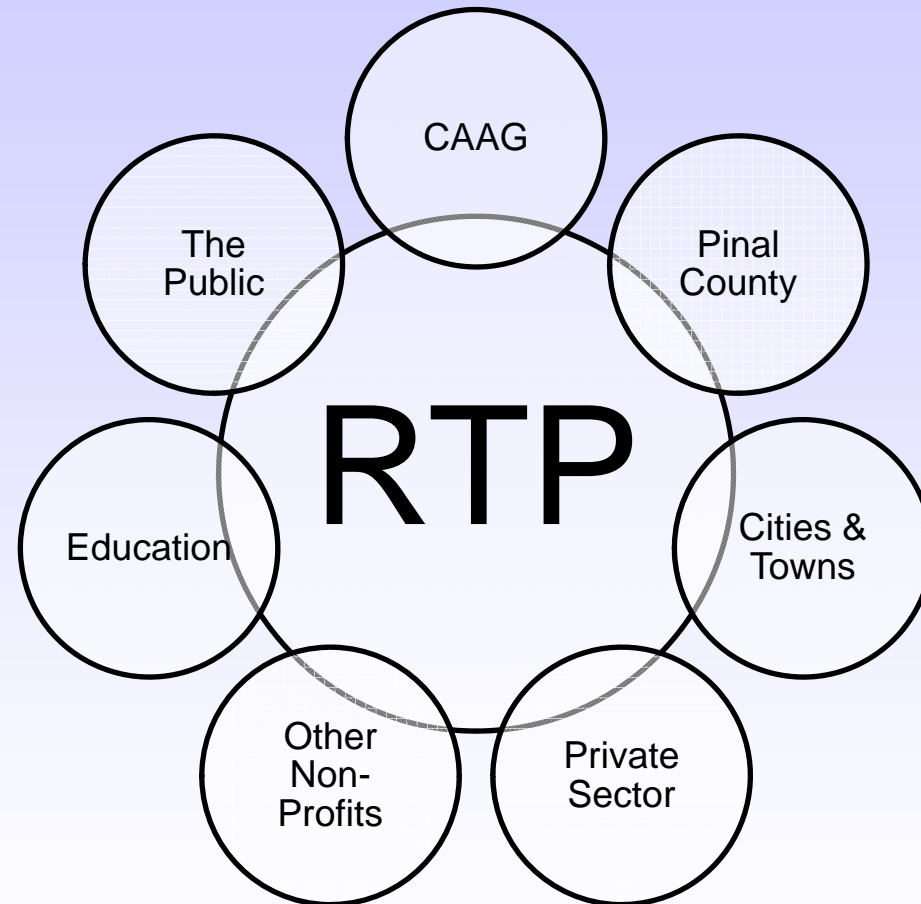 CAAG
The
Public
Pinal
County
RTP
Education
Cities &
Towns
Other
Non-
Profits
Private
Sector